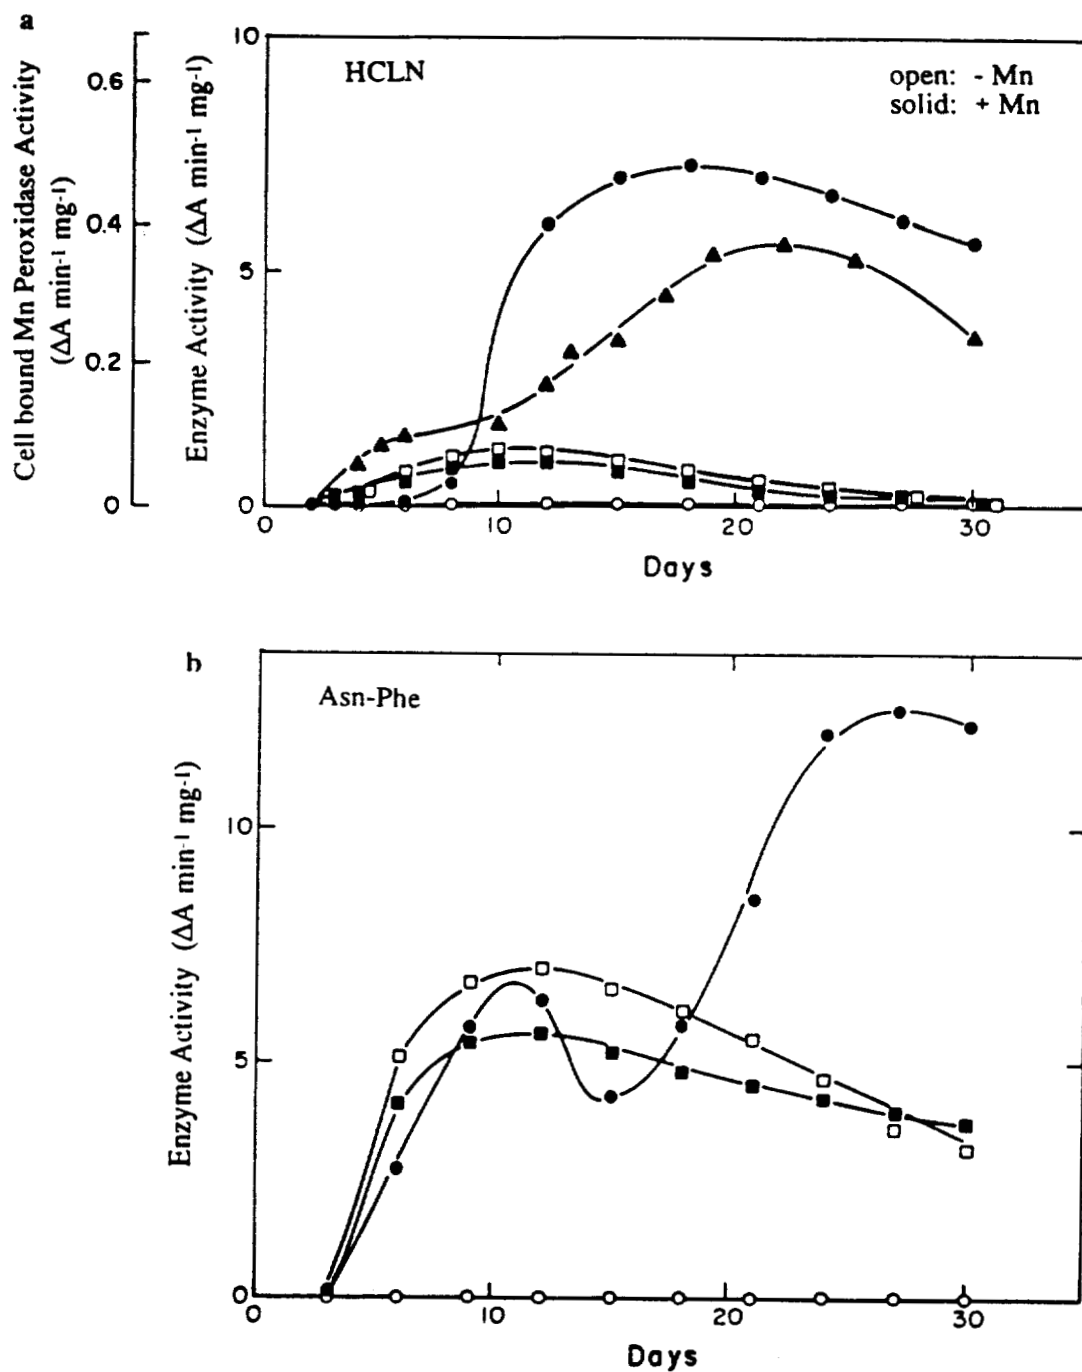 a
Cell bound Mn Peroxidase Activity
(ΔA min-1 mg-1)
0.6
0.4
0.2
0
Enzyme Activity (ΔA min-1 mg-1)
10
5
0
HCLN
open: - Mn
solid: + Mn
0 10 20 30
Days
b
Asn-Phe
Enzyme Activity (ΔA min-1 mg-1)
10
5
0
0 10 20 30
Days